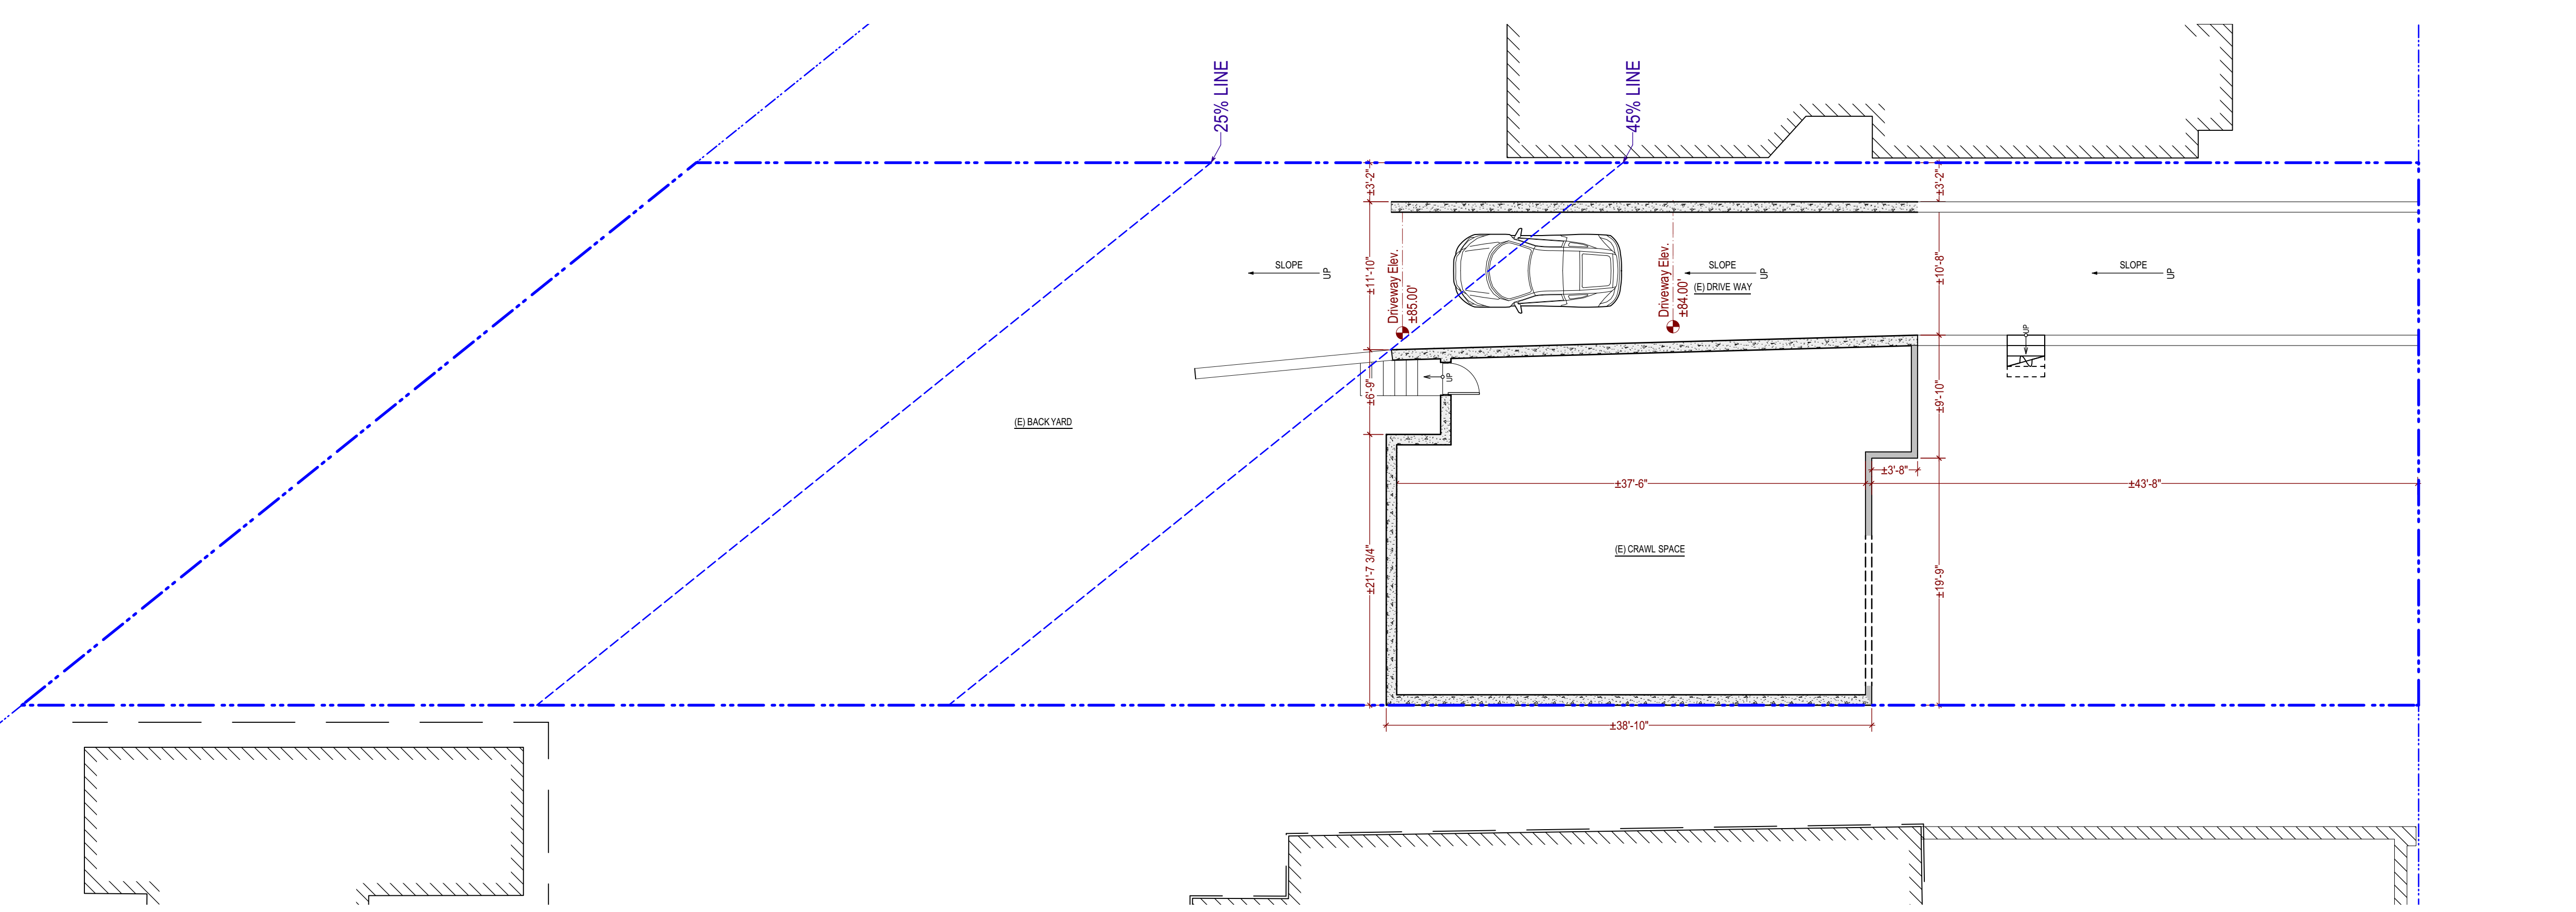 25% LINE
45% LINE
±3'-2"
±3'-2"
SLOPE
UP
±11'-10"
Driveway Elev.
±85.00'
Driveway Elev.
±84.00'
SLOPE
UP
(E) DRIVE WAY
±10'-8"
SLOPE
UP
UP
UP
±6'-9"
±9'-10"
(E) BACK YARD
±3'-8"
±37'-6"
±43'-8"
±21'-7 3/4"
(E) CRAWL SPACE
±19'-9"
±38'-10"